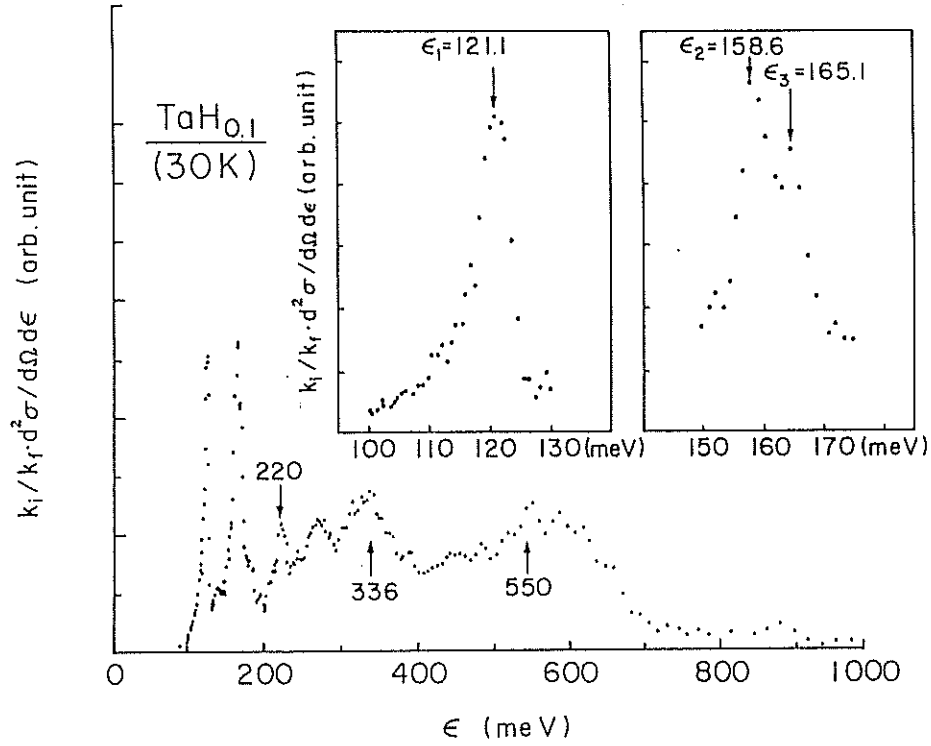 TaH0.1
(30K)
ki/kf·d²σ/dΩdϵ (arb. unit)
ki/kf·d²σ/dΩdϵ (arb. unit)
ϵ1=121.1
100 110 120 130(meV)
ϵ2=158.6
ϵ3=165.1
150 160 170(meV)
220
336
550
0 200 400 600 800 1000
ϵ (meV)